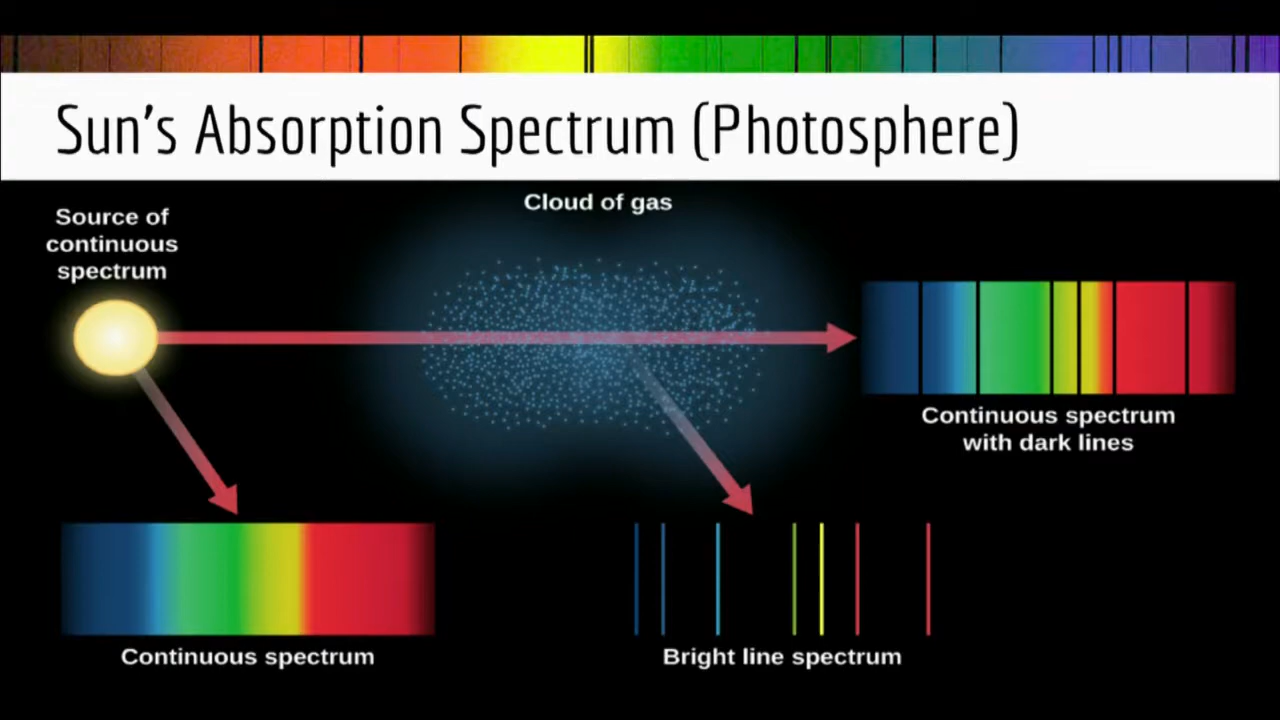 Sun's Absorption Spectrum (Photosphere)
Source of
continuous
spectrum
Cloud of gas
Continuous spectrum
with dark lines
Continuous spectrum
Bright line spectrum